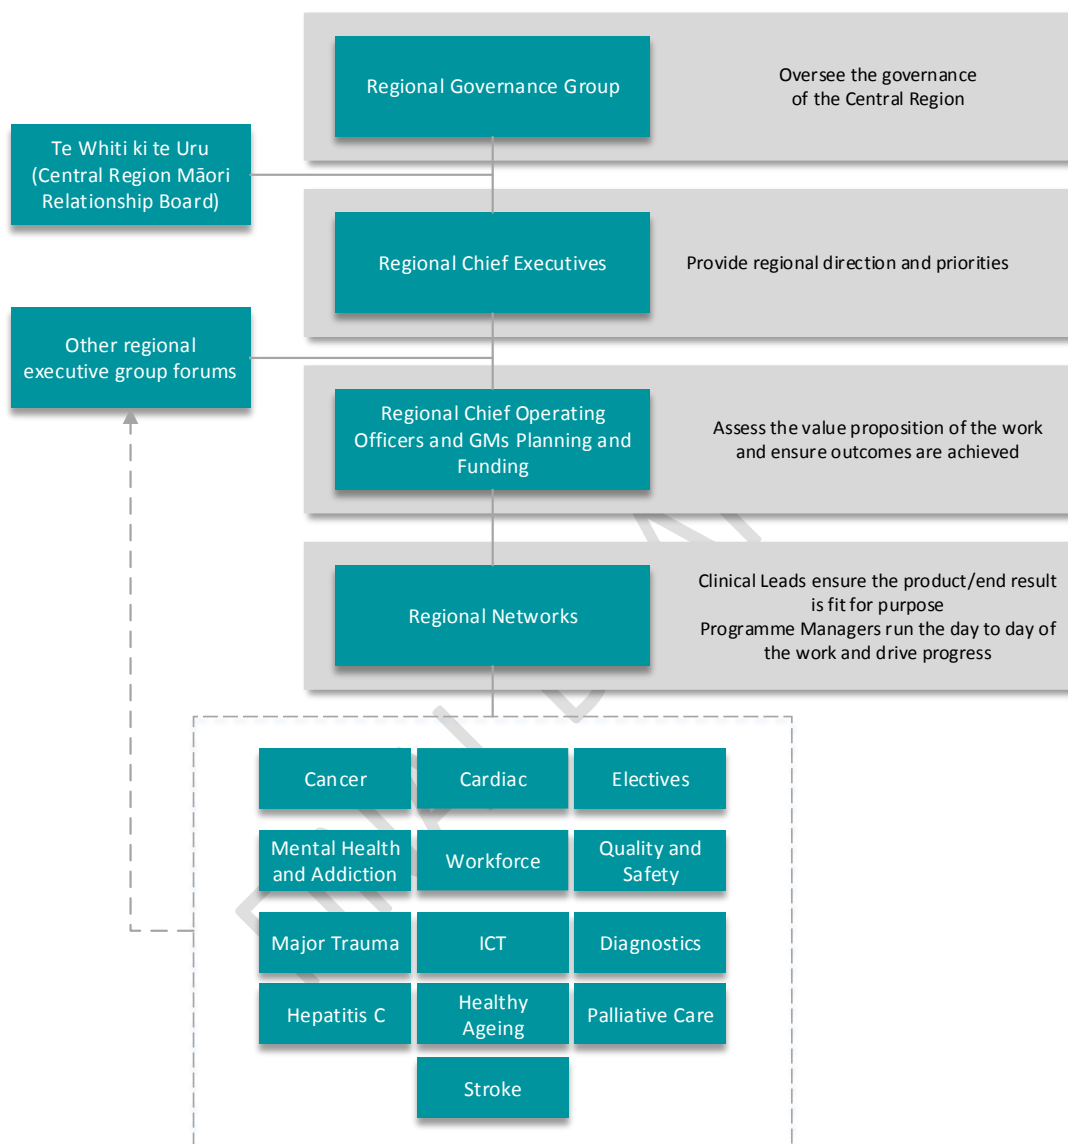 Regional Governance Group
Oversee the governance
of the Central Region
Te Whiti ki te Uru
(Central Region Māori
Relationship Board)
Regional Chief Executives
Provide regional direction and priorities
Other regional
executive group forums
Regional Chief Operating
Officers and GMs Planning and
Funding
Assess the value proposition of the work
and ensure outcomes are achieved
Regional Networks
Clinical Leads ensure the product/end result
is fit for purpose
Programme Managers run the day to day of
the work and drive progress
Cancer
Cardiac
Electives
Mental Health
and Addiction
Workforce
Quality and
Safety
Major Trauma
ICT
Diagnostics
Hepatitis C
Healthy
Ageing
Palliative Care
Stroke